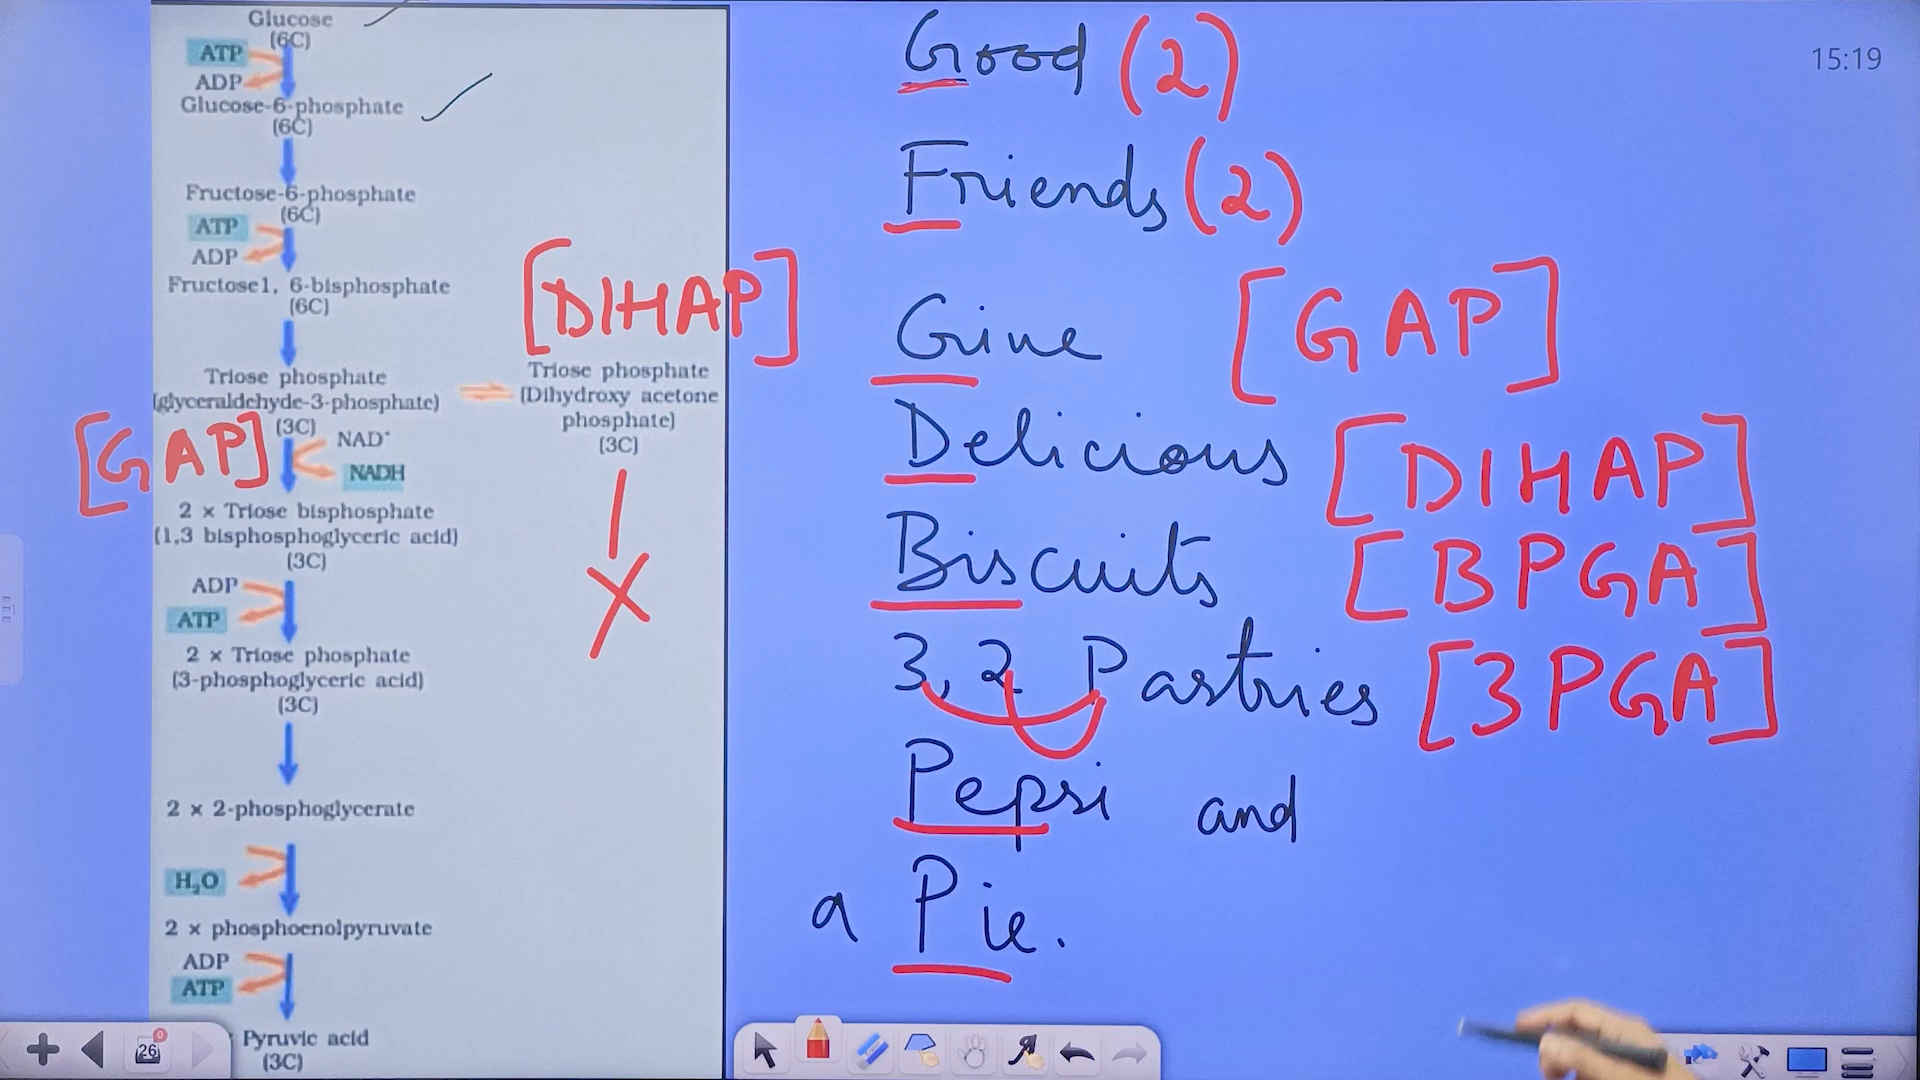 Glucose
(6C)
ATP
ADP
Glucose-6-phosphate
(6C)
Fructose-6-phosphate
(6C)
ATP
ADP
Fructose1, 6-bisphosphate
(6C)
[DIHAP]
Triose phosphate
(glyceraldehyde-3-phosphate)
(3C)
Triose phosphate
(Dihydroxy acetone
phosphate)
(3C)
[GAP]
NAD+
NADH
2 × Triose bisphosphate
(1,3 bisphosphoglyceric acid)
(3C)
ADP
ATP
2 × Triose phosphate
(3-phosphoglyceric acid)
(3C)
2 × 2-phosphoglycerate
H2O
2 × phosphoenolpyruvate
ADP
ATP
Pyruvic acid
(3C)
X
Good (2)
Friends (2)
Give [GAP]
Delicious [DIHAP]
Biscuits [BPGA]
3, 2 Pastries [3PGA]
Pepsi and
a Pie.
15:19
26
0